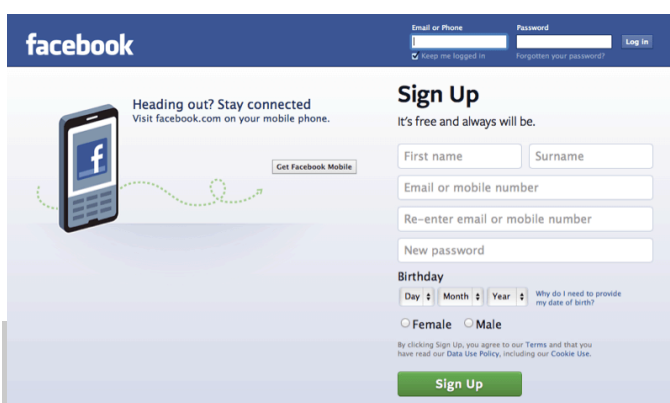 facebook
Email or Phone
Password
Log in
Keep me logged in
Forgotten your password?
Heading out? Stay connected
Visit facebook.com on your mobile phone.
f
Get Facebook Mobile
Sign Up
It's free and always will be.
First name
Surname
Email or mobile number
Re-enter email or mobile number
New password
Birthday
Day
Month
Year
Why do I need to provide
my date of birth?
Female
Male
By clicking Sign Up, you agree to our Terms and that you
have read our Data Use Policy, including our Cookie Use.
Sign Up